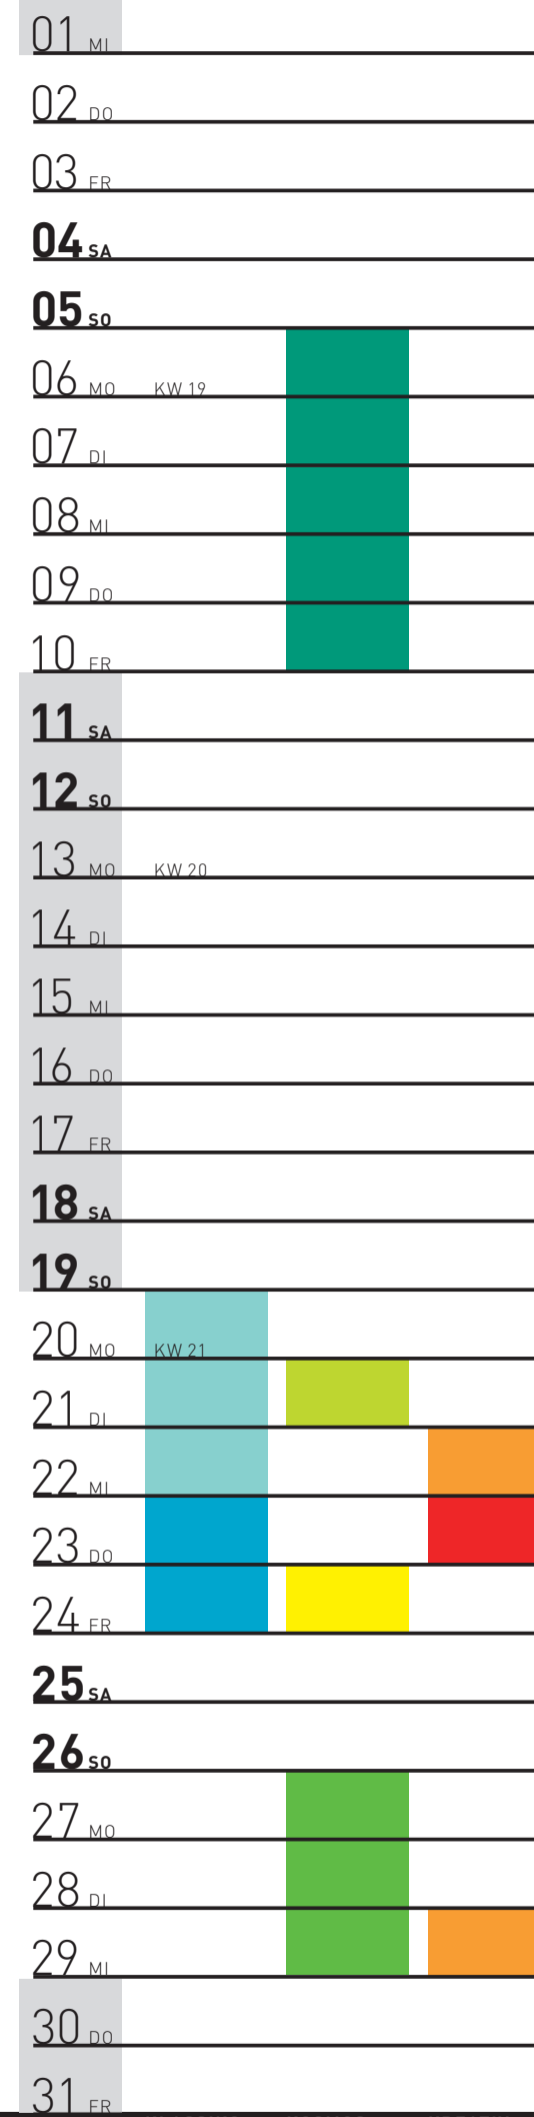 01 MI
02 DO
03 FR
04 SA
05 SO
06 MO KW 19
07 DI
08 MI
09 DO
10 FR
11 SA
12 SO
13 MO KW 20
14 DI
15 MI
16 DO
17 FR
18 SA
19 SO
20 MO KW 21
21 DI
22 MI
23 DO
24 FR
25 SA
26 SO
27 MO
28 DI
29 MI
30 DO
31 FR